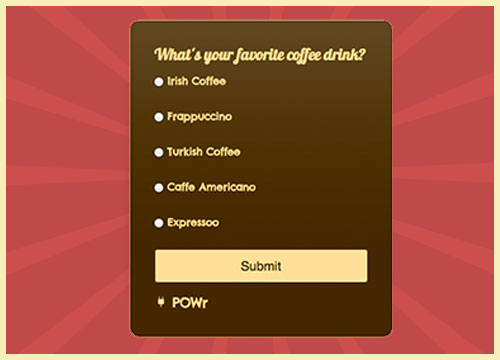 What's your favorite coffee drink?
Irish Coffee
Frappuccino
Turkish Coffee
Caffe Americano
Expressoo
Submit
POWr